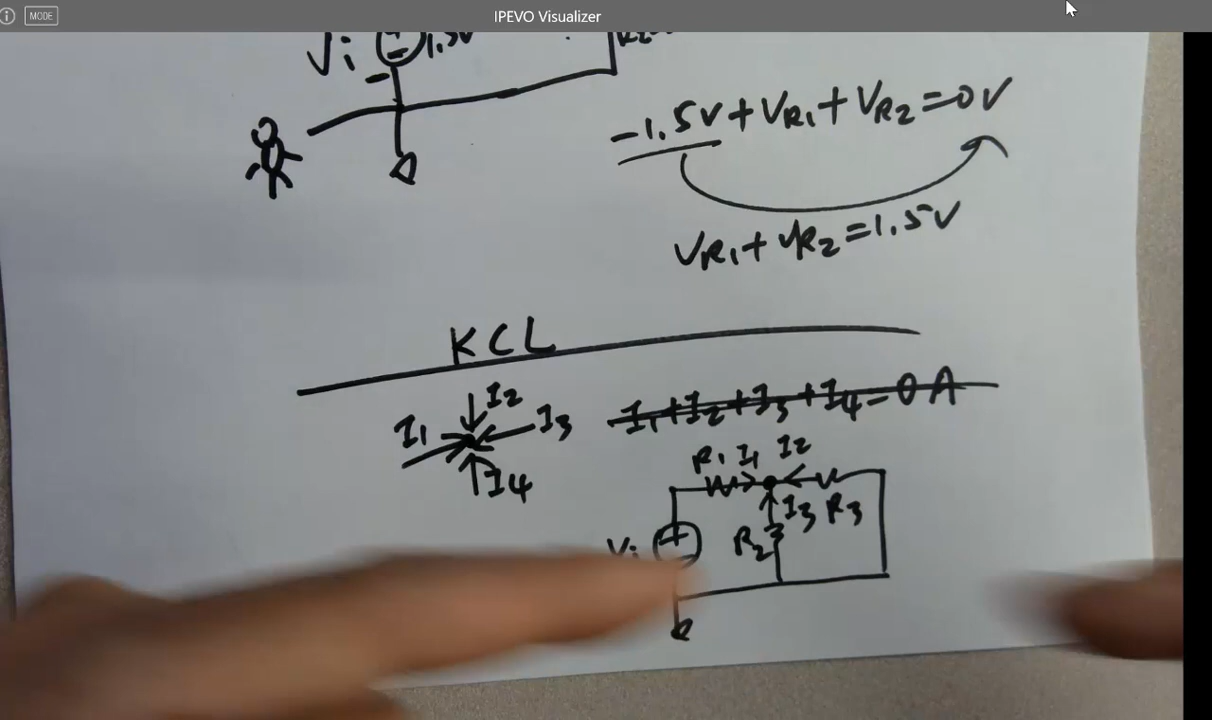 MODE
IPEVO Visualizer
Vi
1.5V
-1.5V+VR1+VR2=0V
VR1+VR2=1.5V
KCL
I1
I2
I3
I4
I1+I2+I3+I4=0A
R1 I1 I2
I3 R3
R2
Vi